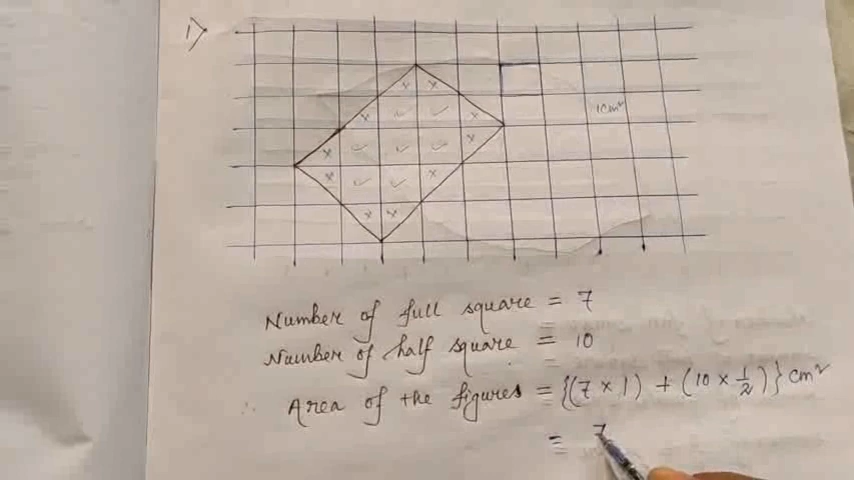 1)
x x
x ✓ ✓ x
x ✓ ✓ ✓ x
x ✓ ✓ x
x x
1cm²
Number of full square = 7
Number of half square = 10
∴ Area of the figures = {(7 × 1) + (10 × 1/2)} cm²
= 7